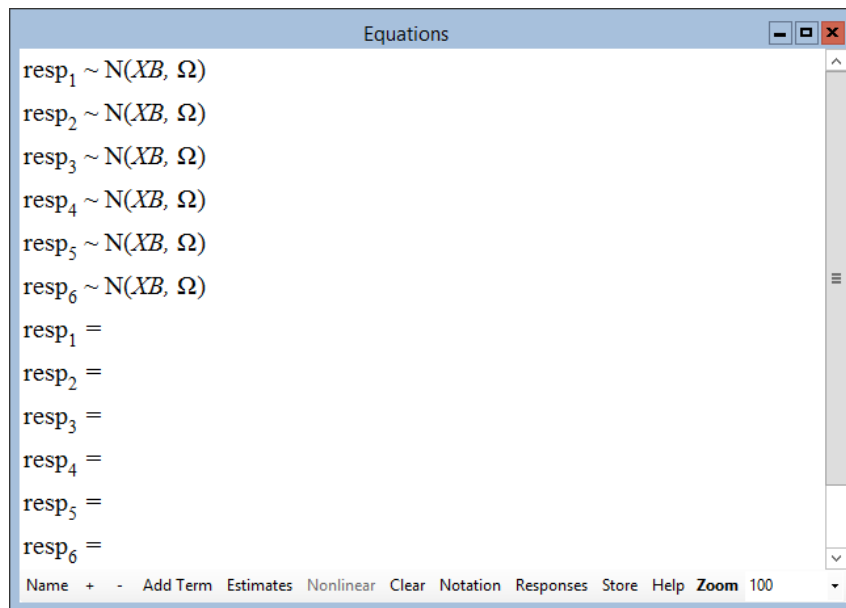 Equations
resp₁ ~ N(XB, Ω)
resp₂ ~ N(XB, Ω)
resp₃ ~ N(XB, Ω)
resp₄ ~ N(XB, Ω)
resp₅ ~ N(XB, Ω)
resp₆ ~ N(XB, Ω)
resp₁ =
resp₂ =
resp₃ =
resp₄ =
resp₅ =
resp₆ =
Name + - Add Term Estimates Nonlinear Clear Notation Responses Store Help Zoom 100